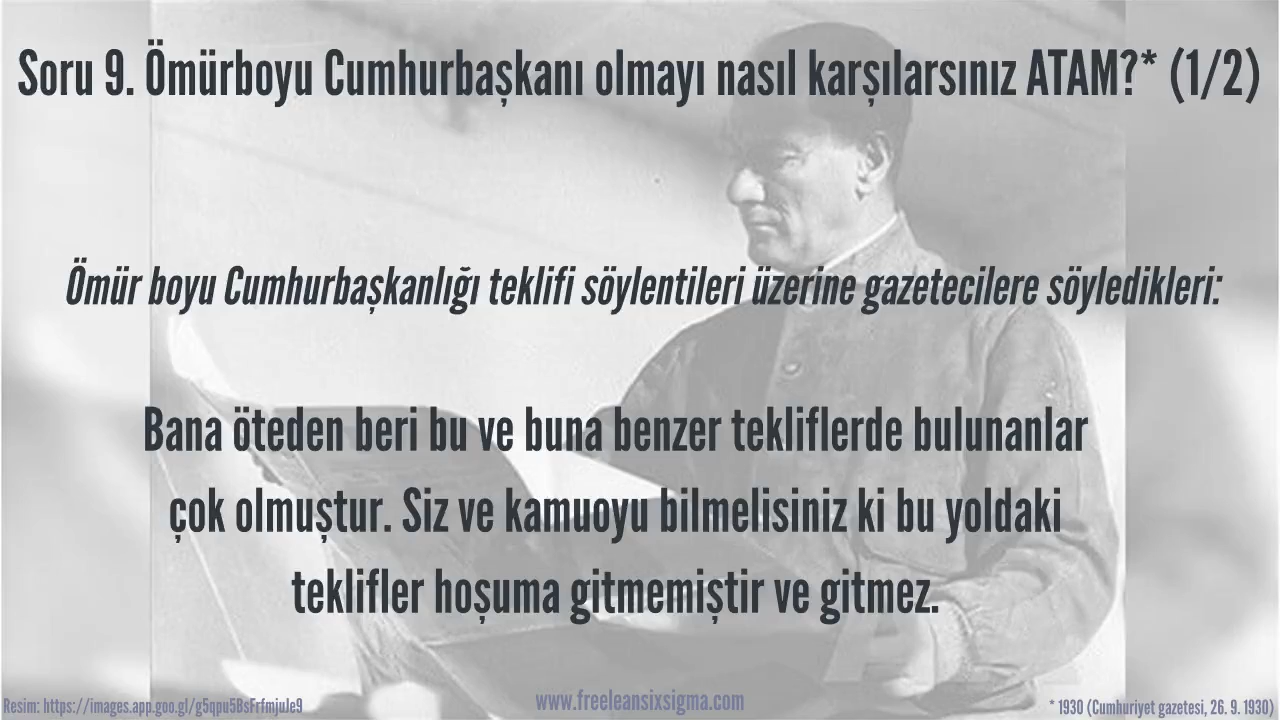 Soru 9. Ömürboyu Cumhurbaşkanı olmayı nasıl karşılarsınız ATAM?* (1/2)
Ömür boyu Cumhurbaşkanlığı teklifi söylentileri üzerine gazetecilere söyledikleri:
Bana öteden beri bu ve buna benzer tekliflerde bulunanlar
çok olmuştur. Siz ve kamuoyu bilmelisiniz ki bu yoldaki
teklifler hoşuma gitmemiştir ve gitmez.
Resim: https://images.app.goo.gl/g5qpu5BsFrfmjuJe9
www.freeleansixsigma.com
* 1930 (Cumhuriyet gazetesi, 26. 9. 1930)